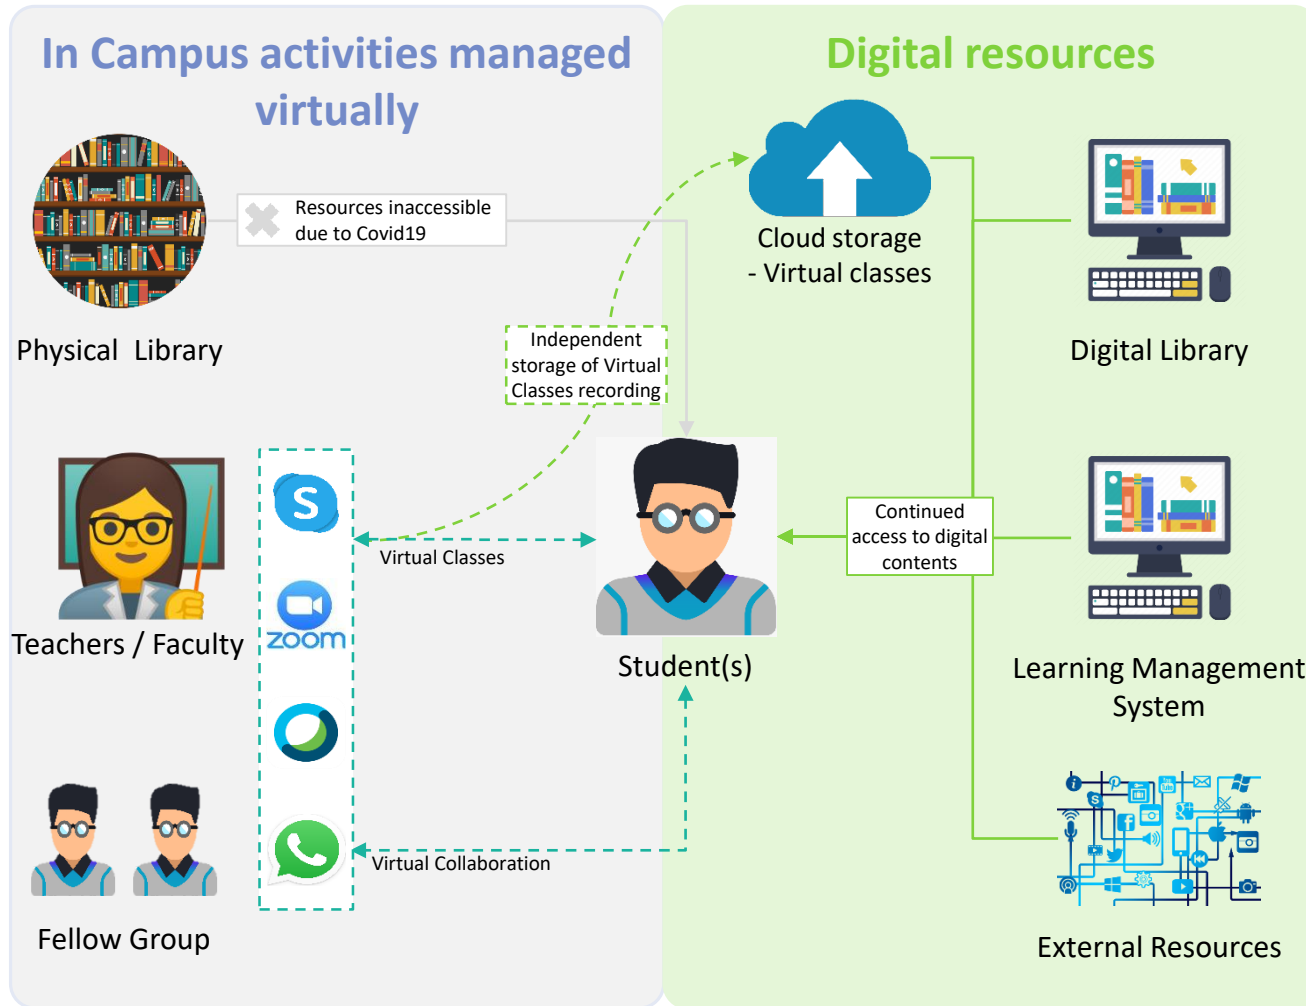 In Campus activities managed
virtually
Digital resources
Resources inaccessible
due to Covid19
Physical Library
Cloud storage
- Virtual classes
Digital Library
Independent
storage of Virtual
Classes recording
S
Virtual Classes
zoom
Teachers / Faculty
Student(s)
Continued
access to digital
contents
Learning Management
System
Virtual Collaboration
Fellow Group
External Resources